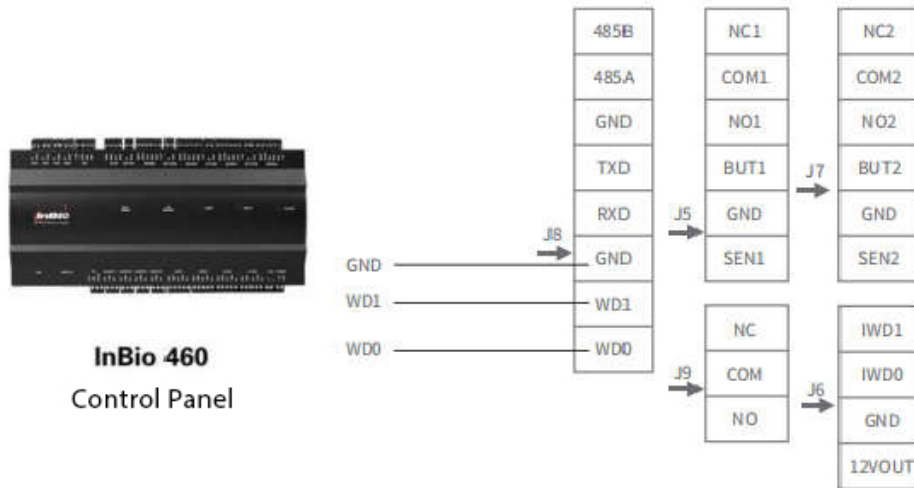 InBio
InBio 460
Control Panel
GND
WD1
WD0
J8
485B
485A
GND
TXD
RXD
GND
WD1
WD0
J5
NC1
COM1
NO1
BUT1
GND
SEN1
J9
NC
COM
NO
J7
NC2
COM2
NO2
BUT2
GND
SEN2
J6
IWD1
IWD0
GND
12VOUT